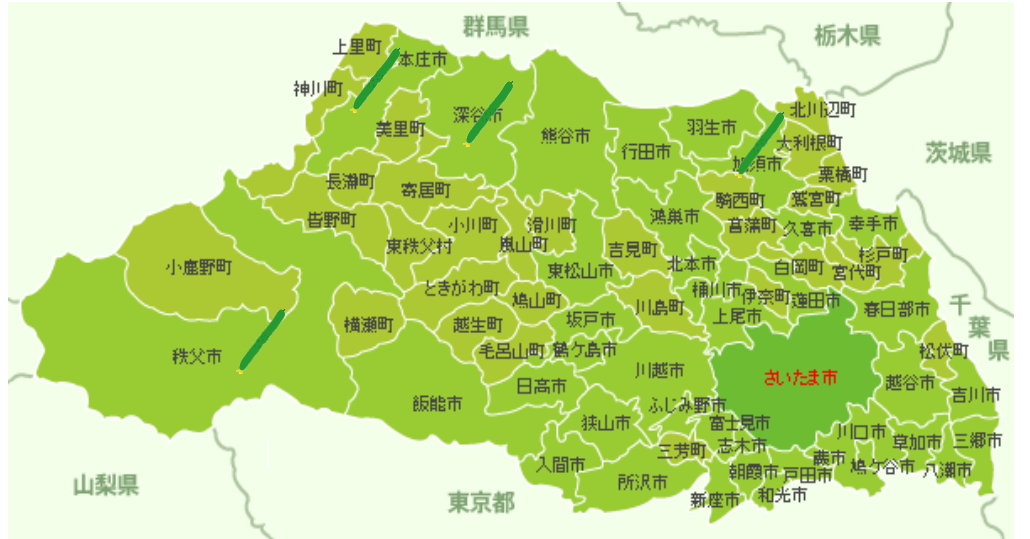 群馬県
栃木県
上里町
本庄市
神川町
北川辺町
深谷市
美里町
熊谷市
羽生市
大利根町
行田市
加須市
茨城県
栗橋町
長瀞町
寄居町
騎西町
鷲宮町
皆野町
鴻巣市
小川町
滑川町
菖蒲町
久喜市
幸手市
東秩父村
嵐山町
吉見町
小鹿野町
東松山市
北本市
白岡町
宮代町
杉戸町
ときがわ町
鳩山町
桶川市
伊奈町
蓮田市
川島町
春日部市
千葉県
横瀬町
越生町
坂戸市
上尾市
秩父市
毛呂山町
鶴ケ島市
松伏町
川越市
さいたま市
日高市
越谷市
吉川市
飯能市
ふじみ野市
狭山市
富士見市
川口市
草加市
三郷市
三芳町
志木市
入間市
朝霞市
戸田市
蕨市
鳩ケ谷市
八潮市
所沢市
山梨県
東京都
新座市
和光市